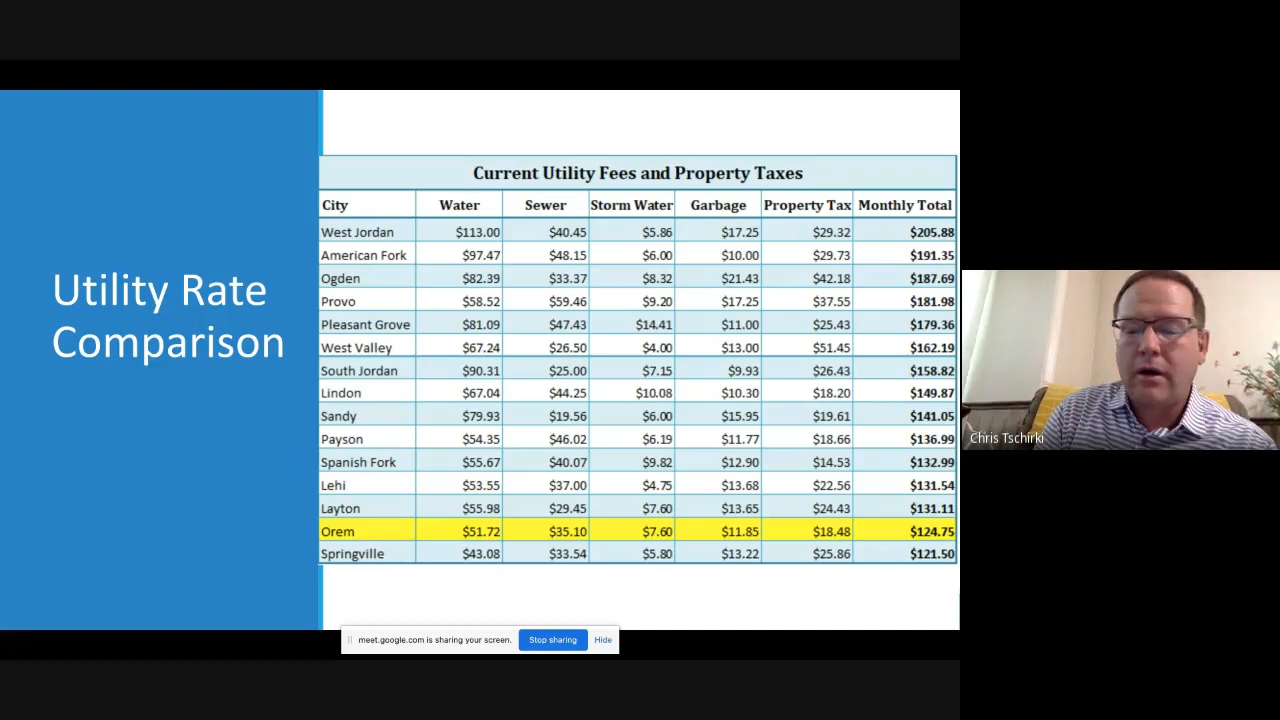 Utility Rate
Comparison
Current Utility Fees and Property Taxes
City Water Sewer Storm Water Garbage Property Tax Monthly Total
West Jordan $113.00 $40.45 $5.86 $17.25 $29.32 $205.88
American Fork $97.47 $48.15 $6.00 $10.00 $29.73 $191.35
Ogden $82.39 $33.37 $8.32 $21.43 $42.18 $187.69
Provo $58.52 $59.46 $9.20 $17.25 $37.55 $181.98
Pleasant Grove $81.09 $47.43 $14.41 $11.00 $25.43 $179.36
West Valley $67.24 $26.50 $4.00 $13.00 $51.45 $162.19
South Jordan $90.31 $25.00 $7.15 $9.93 $26.43 $158.82
Lindon $67.04 $44.25 $10.08 $10.30 $18.20 $149.87
Sandy $79.93 $19.56 $6.00 $15.95 $19.61 $141.05
Payson $54.35 $46.02 $6.19 $11.77 $18.66 $136.99
Spanish Fork $55.67 $40.07 $9.82 $12.90 $14.53 $132.99
Lehi $53.55 $37.00 $4.75 $13.68 $22.56 $131.54
Layton $55.98 $29.45 $7.60 $13.65 $24.43 $131.11
Orem $51.72 $35.10 $7.60 $11.85 $18.48 $124.75
Springville $43.08 $33.54 $5.80 $13.22 $25.86 $121.50
meet.google.com is sharing your screen. Stop sharing Hide
Chris Tschirki